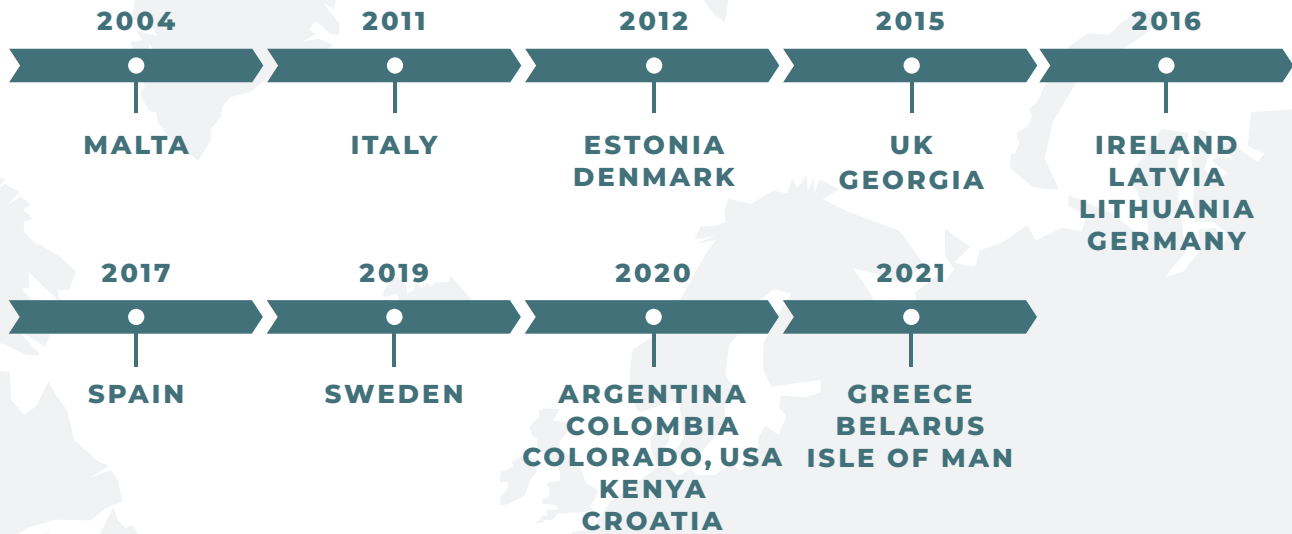 2004
2011
2012
2015
2016
MALTA
ITALY
ESTONIA
DENMARK
UK
GEORGIA
IRELAND
LATVIA
LITHUANIA
GERMANY
2017
2019
2020
2021
SPAIN
SWEDEN
ARGENTINA
COLOMBIA
COLORADO, USA
KENYA
CROATIA
GREECE
BELARUS
ISLE OF MAN